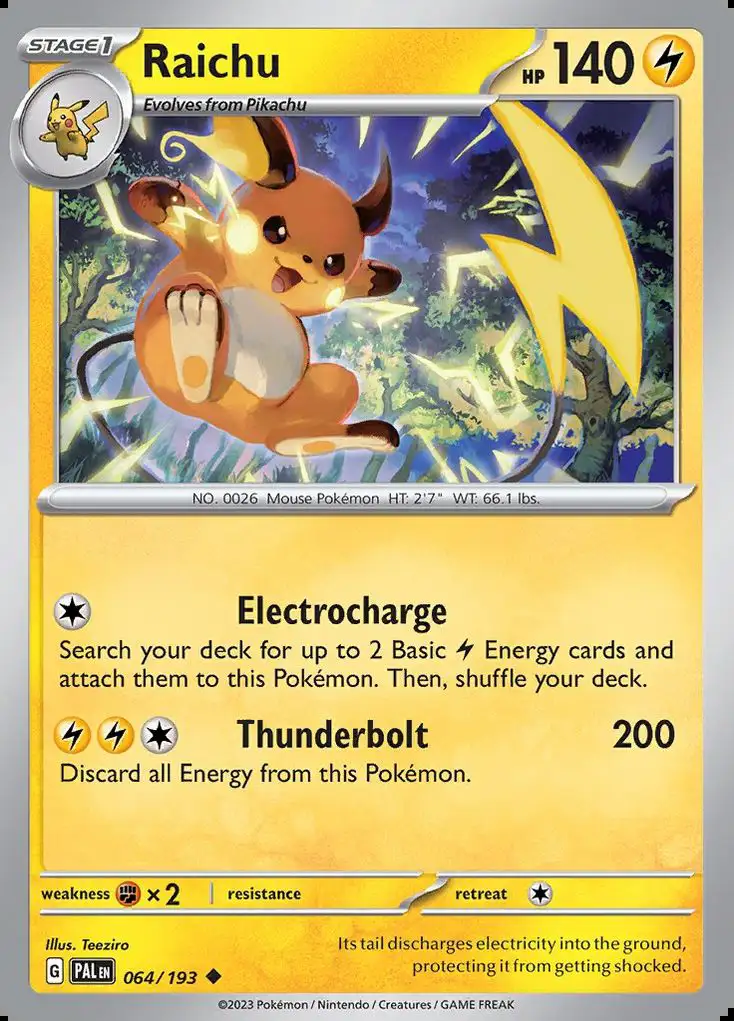 STAGE1
Raichu
HP 140
Evolves from Pikachu
NO. 0026 Mouse Pokémon HT: 2'7" WT: 66.1 lbs.
Electrocharge
Search your deck for up to 2 Basic Energy cards and
attach them to this Pokémon. Then, shuffle your deck.
Thunderbolt 200
Discard all Energy from this Pokémon.
weakness ×2 resistance retreat
Illus. Teeziro
Its tail discharges electricity into the ground,
protecting it from getting shocked.
G PAL EN 064/193
©2023 Pokémon / Nintendo / Creatures / GAME FREAK